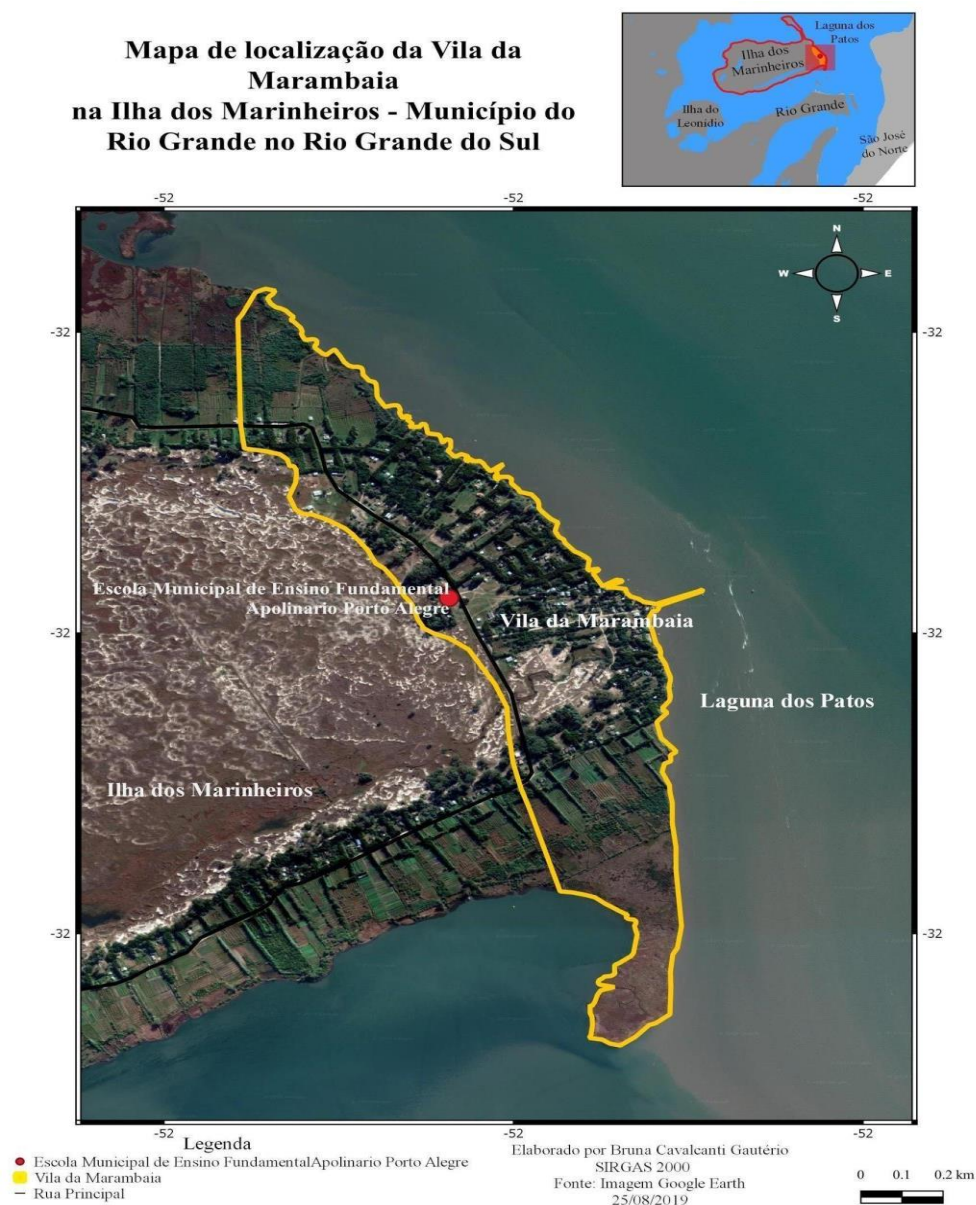 Mapa de localização da Vila da
Marambaia
na Ilha dos Marinheiros - Município do
Rio Grande no Rio Grande do Sul
Laguna dos
Patos
Ilha dos
Marinheiros
Ilha do
Leonídio
Rio Grande
São José
do Norte
-52
-52
-52
N
W
E
S
-32
-32
Escola Municipal de Ensino Fundamental
Apolinario Porto Alegre
Vila da Marambaia
-32
-32
Laguna dos Patos
Ilha dos Marinheiros
-32
-32
-52
-52
-52
Legenda
Escola Municipal de Ensino FundamentalApolinario Porto Alegre
Vila da Marambaia
Rua Principal
Elaborado por Bruna Cavalcanti Gautério
SIRGAS 2000
Fonte: Imagem Google Earth
25/08/2019
0 0.1 0.2 km